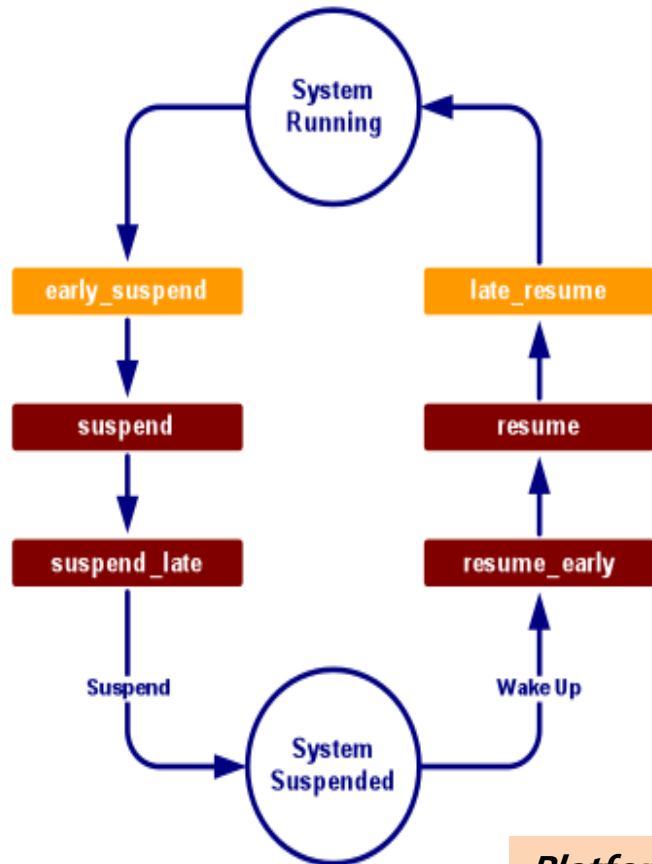 System
Running
early_suspend
late_resume
suspend
resume
suspend_late
resume_early
Suspend
Wake Up
System
Suspended